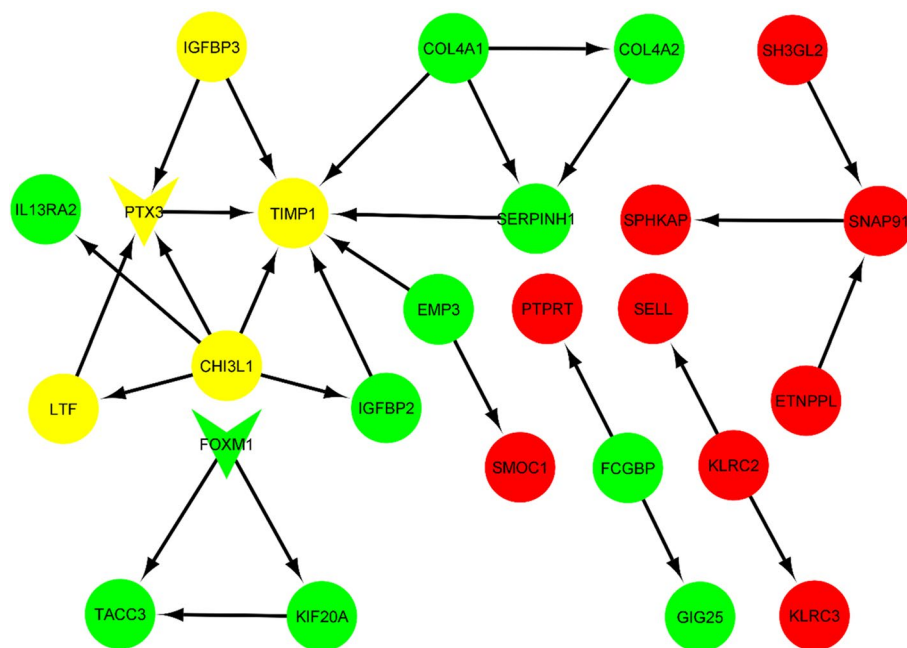 IGFBP3
COL4A1
COL4A2
SH3GL2
IL13RA2
PTX3
TIMP1
SERPINH1
SPHKAP
SNAP91
EMP3
PTPRT
SELL
CHI3L1
LTF
IGFBP2
ETNPPL
FOXM1
SMOC1
FCGBP
KLRC2
TACC3
KIF20A
GIG25
KLRC3